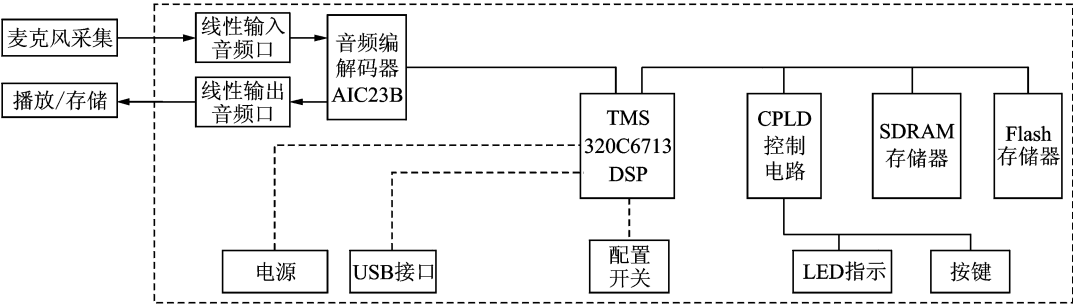 麦克风采集
线性输入
音频口
音频编
解码器
AIC23B
播放/存储
线性输出
音频口
TMS
320C6713
DSP
CPLD
控制
电路
SDRAM
存储器
Flash
存储器
电源
USB接口
配置
开关
LED指示
按键